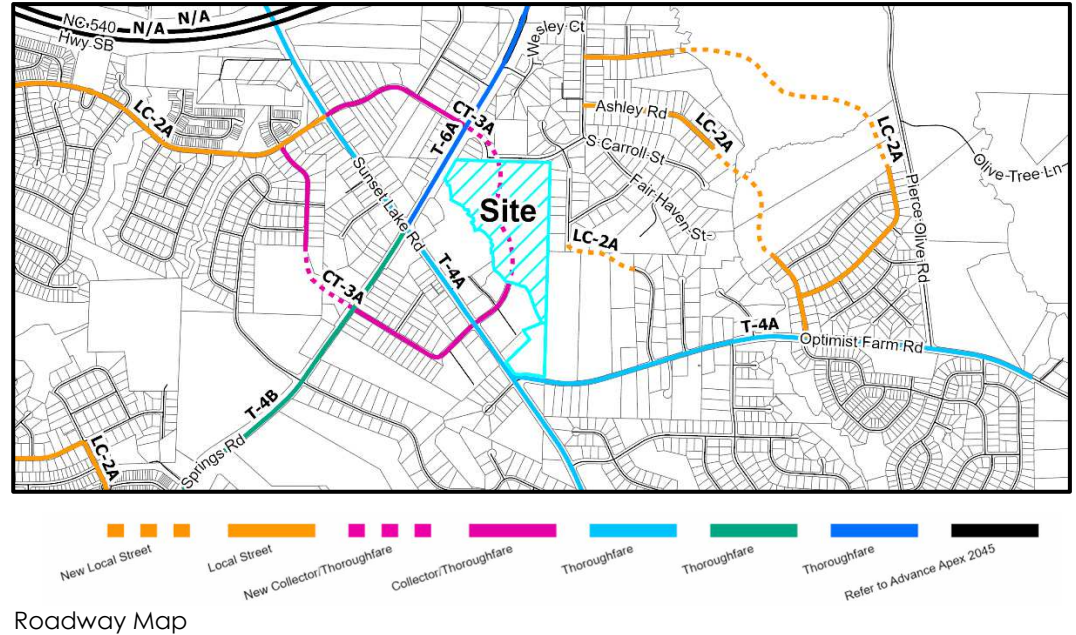 NC 540
Hwy SB
N/A
N/A
Wesley Ct
LC-2A
CT-3A
T-6A
Ashley Rd
LC-2A
S Carroll St
LC-2A
Olive Tree Ln
Sunset Lake Rd
Site
Fair Haven St
Pierce Olive Rd
LC-2A
T-4A
CT-3A
T-4A
Optimist Farm Rd
T-4B
LC-2A
Springs Rd
New Local Street
Local Street
New Collector/Thoroughfare
Collector/Thoroughfare
Thoroughfare
Thoroughfare
Thoroughfare
Refer to Advance Apex 2045
Roadway Map